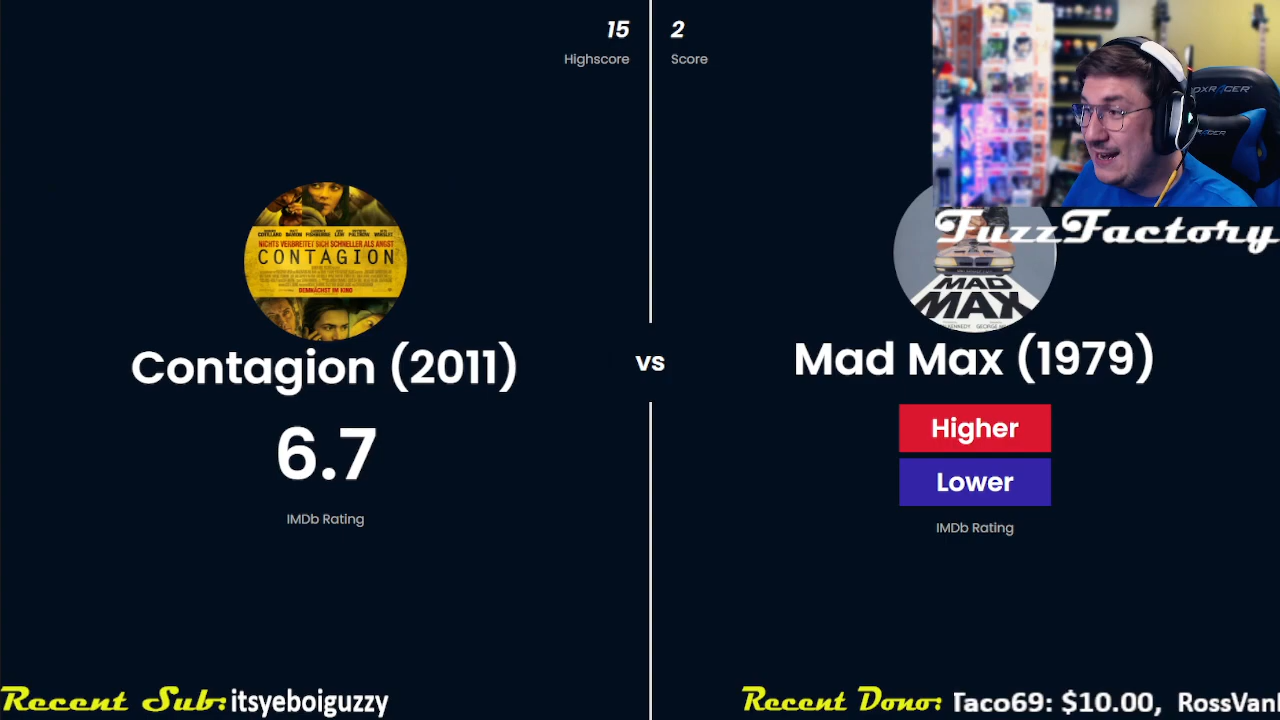 15
Highscore
2
Score
DXRACER
FuzzFactory
NICHTS VERBREITET SICH SCHNELLER ALS ANGST
CONTAGION
DEMNÄCHST IM KINO
MAD
MAX
KENNEDY
Contagion (2011)
vs
Mad Max (1979)
6.7
IMDb Rating
Higher
Lower
IMDb Rating
Recent Sub: itsyeboiguzzy
Recent Dono: Taco69: $10.00, RossVan